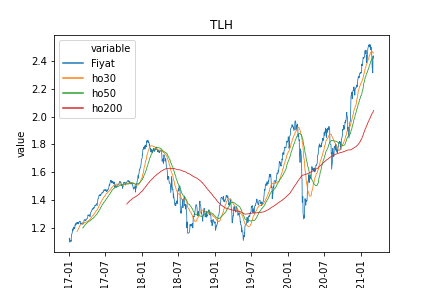 TLH
variable
Fiyat
ho30
ho50
ho200
value
2.4
2.2
2.0
1.8
1.6
1.4
1.2
17-01
17-07
18-01
18-07
19-01
19-07
20-01
20-07
21-01